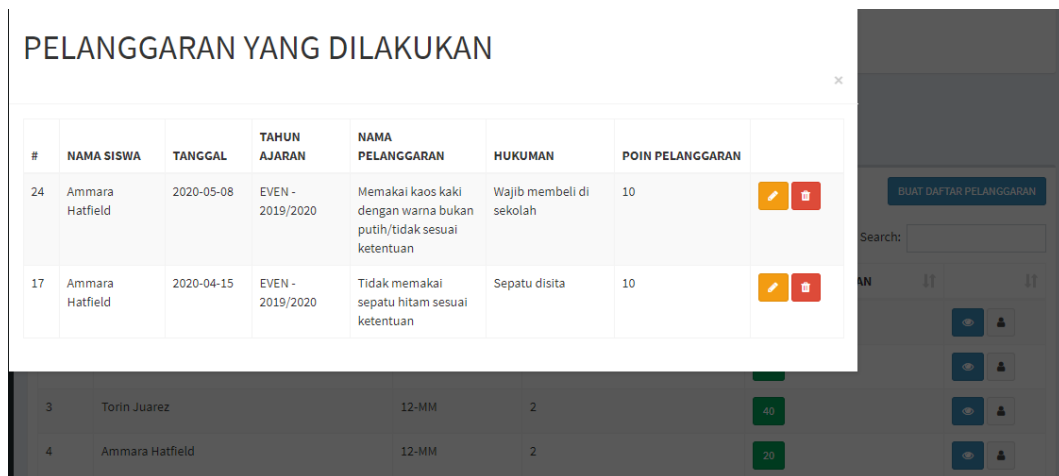 PELANGGARAN YANG DILAKUKAN
×
# NAMA SISWA TANGGAL TAHUN AJARAN NAMA PELANGGARAN HUKUMAN POIN PELANGGARAN
24 Ammara Hatfield 2020-05-08 EVEN - 2019/2020 Memakai kaos kaki dengan warna bukan putih/tidak sesuai ketentuan Wajib membeli di sekolah 10
17 Ammara Hatfield 2020-04-15 EVEN - 2019/2020 Tidak memakai sepatu hitam sesuai ketentuan Sepatu disita 10
BUAT DAFTAR PELANGGARAN
Search:
AN
3 Torin Juarez 12-MM 2 40
4 Ammara Hatfield 12-MM 2 20